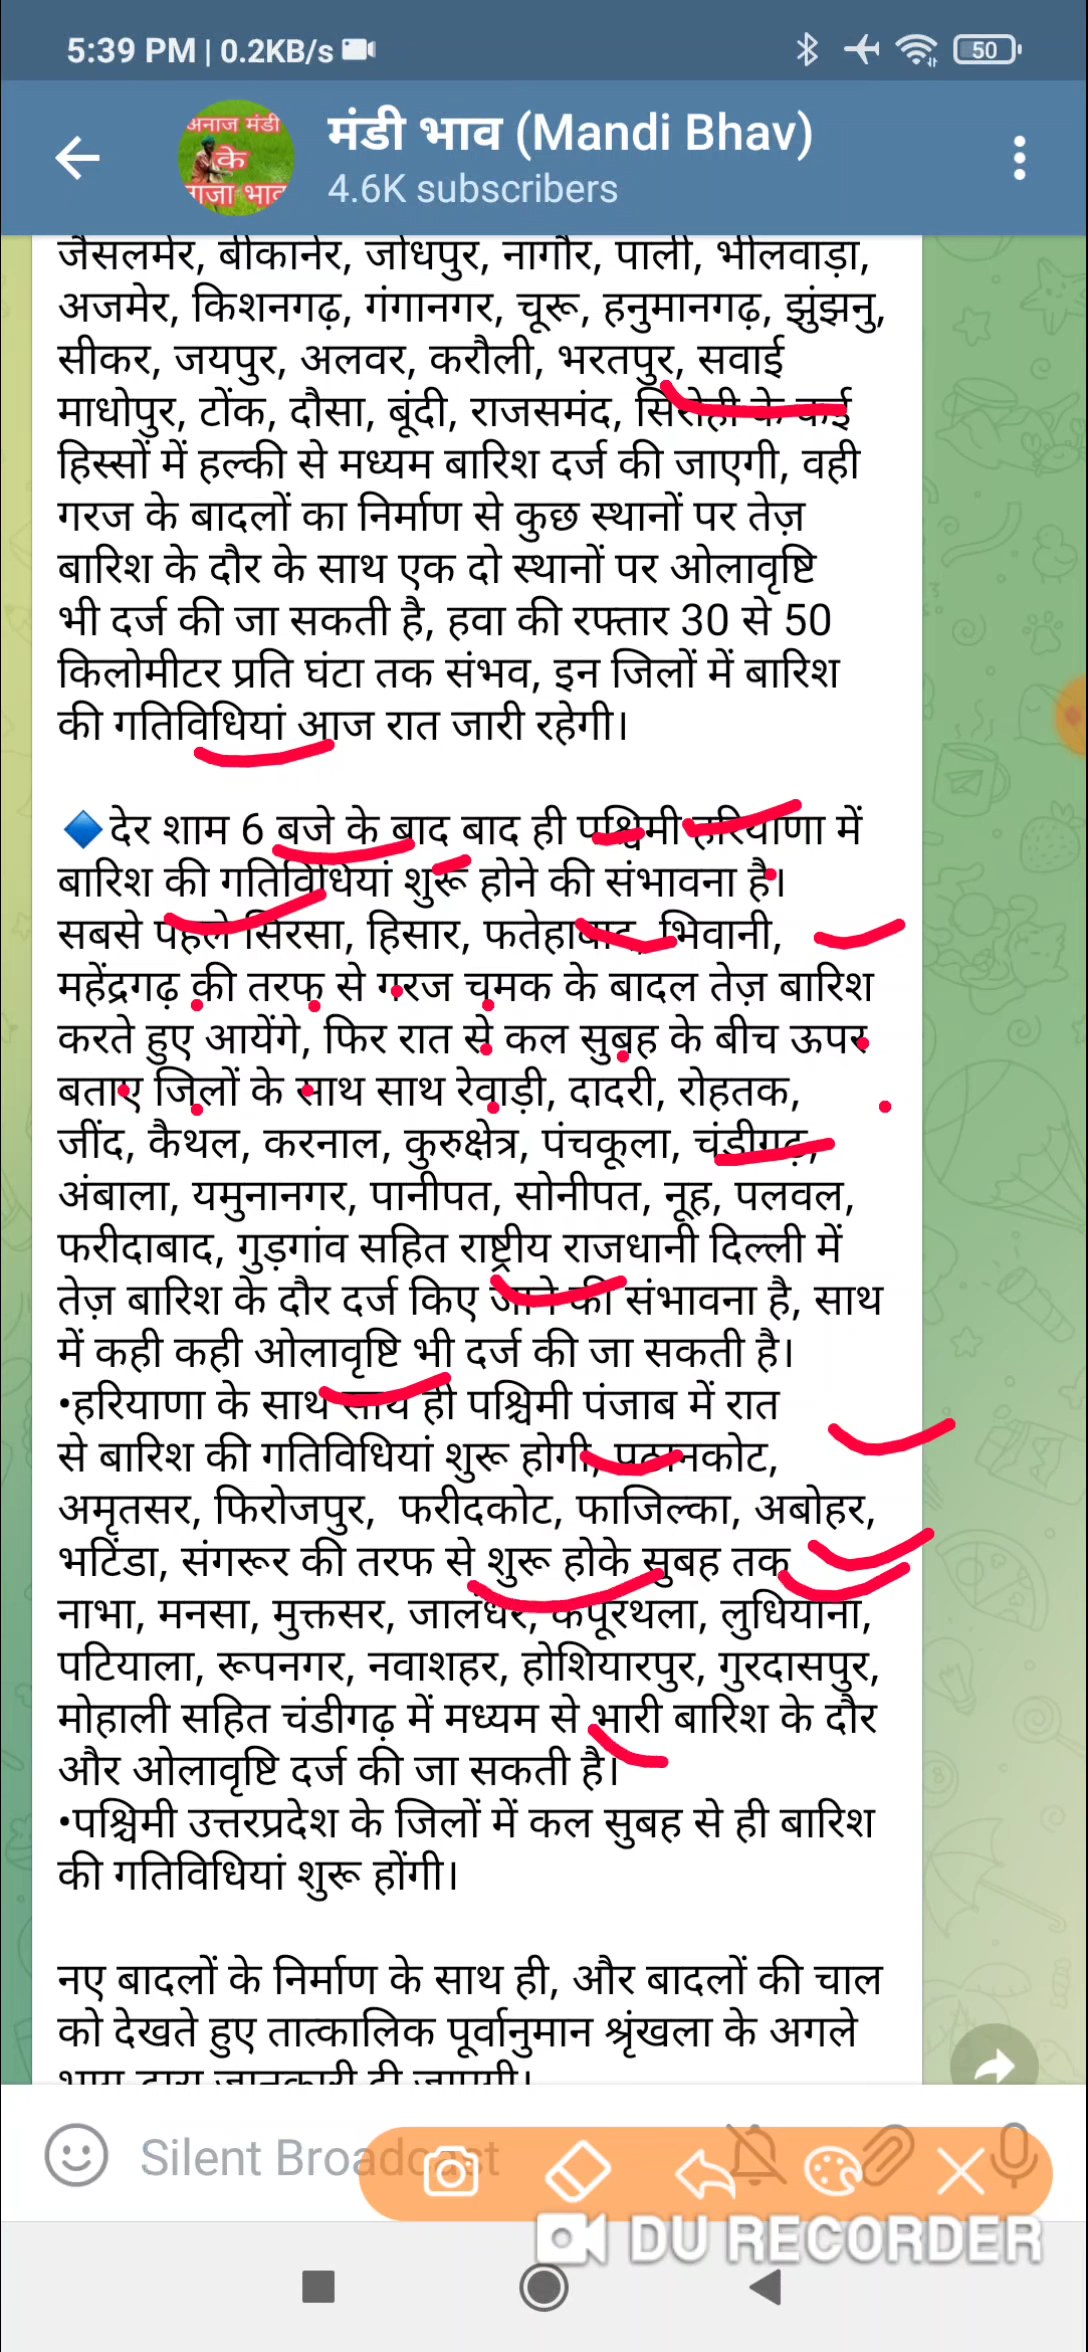 5:39 PM | 0.2KB/s
50
अनाज मंडी
के
मंडी भाव (Mandi Bhav)
4.6K subscribers
जैसलमेर, बीकानेर, जोधपुर, नागौर, पाली, भीलवाड़ा,
अजमेर, किशनगढ़, गंगानगर, चूरू, हनुमानगढ़, झुंझनु,
सीकर, जयपुर, अलवर, करौली, भरतपुर, सवाई
माधोपुर, टोंक, दौसा, बूंदी, राजसमंद, सिरोही के कई
हिस्सों में हल्की से मध्यम बारिश दर्ज की जाएगी, वही
गरज के बादलों का निर्माण से कुछ स्थानों पर तेज़
बारिश के दौर के साथ एक दो स्थानों पर ओलावृष्टि
भी दर्ज की जा सकती है, हवा की रफ्तार 30 से 50
किलोमीटर प्रति घंटा तक संभव, इन जिलों में बारिश
की गतिविधियां आज रात जारी रहेगी।
देर शाम 6 बजे के बाद बाद ही पश्चिमी हरियाणा में
बारिश की गतिविधियां शुरू होने की संभावना है।
सबसे पहले सिरसा, हिसार, फतेहाबाद, भिवानी,
महेंद्रगढ़ की तरफ से गरज चमक के बादल तेज़ बारिश
करते हुए आयेंगे, फिर रात से कल सुबह के बीच ऊपर
बताए जिलों के साथ साथ रेवाड़ी, दादरी, रोहतक,
जींद, कैथल, करनाल, कुरुक्षेत्र, पंचकूला, चंडीगढ़,
अंबाला, यमुनानगर, पानीपत, सोनीपत, नूह, पलवल,
फरीदाबाद, गुड़गांव सहित राष्ट्रीय राजधानी दिल्ली में
तेज़ बारिश के दौर दर्ज किए जाने की संभावना है, साथ
में कही कही ओलावृष्टि भी दर्ज की जा सकती है।
•हरियाणा के साथ साथ ही पश्चिमी पंजाब में रात
से बारिश की गतिविधियां शुरू होगी, पठानकोट,
अमृतसर, फिरोजपुर, फरीदकोट, फाजिल्का, अबोहर,
भटिंडा, संगरूर की तरफ से शुरू होके सुबह तक
नाभा, मनसा, मुक्तसर, जालंधर, कपूरथला, लुधियाना,
पटियाला, रूपनगर, नवाशहर, होशियारपुर, गुरदासपुर,
मोहाली सहित चंडीगढ़ में मध्यम से भारी बारिश के दौर
और ओलावृष्टि दर्ज की जा सकती है।
•पश्चिमी उत्तरप्रदेश के जिलों में कल सुबह से ही बारिश
की गतिविधियां शुरू होंगी।
नए बादलों के निर्माण के साथ ही, और बादलों की चाल
को देखते हुए तात्कालिक पूर्वानुमान श्रृंखला के अगले
भाग द्वारा जानकारी दी जाएगी।
Silent Broadcast
DU RECORDER